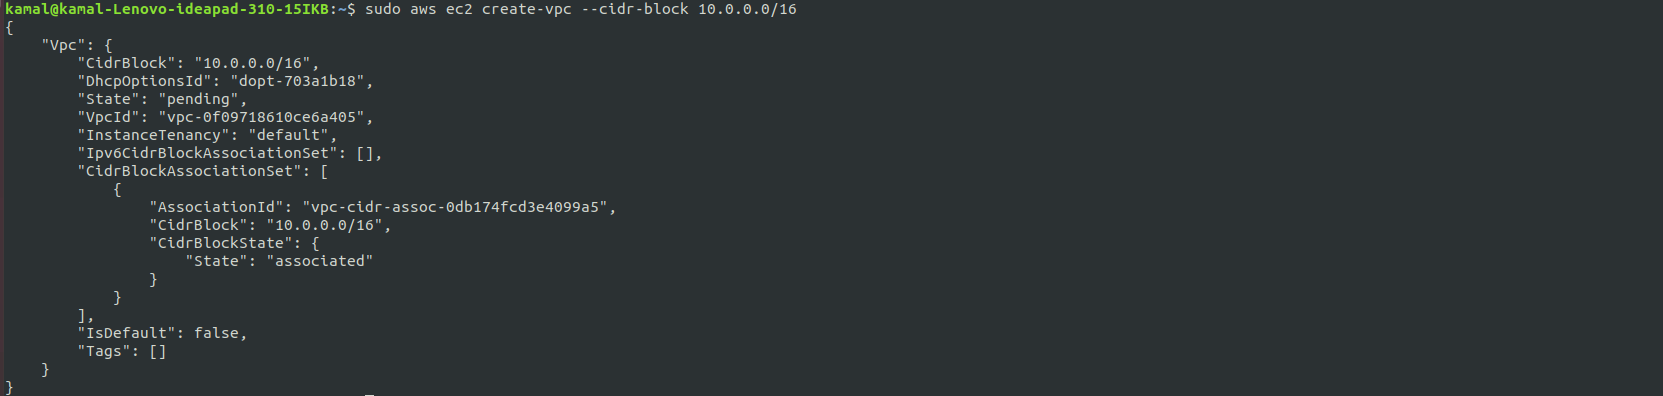 kamal@kamal-Lenovo-ideapad-310-15IKB:~$ sudo aws ec2 create-vpc --cidr-block 10.0.0.0/16
{
    "Vpc": {
        "CidrBlock": "10.0.0.0/16",
        "DhcpOptionsId": "dopt-703a1b18",
        "State": "pending",
        "VpcId": "vpc-0f09718610ce6a405",
        "InstanceTenancy": "default",
        "Ipv6CidrBlockAssociationSet": [],
        "CidrBlockAssociationSet": [
            {
                "AssociationId": "vpc-cidr-assoc-0db174fcd3e4099a5",
                "CidrBlock": "10.0.0.0/16",
                "CidrBlockState": {
                    "State": "associated"
                }
            }
        ],
        "IsDefault": false,
        "Tags": []
    }
}